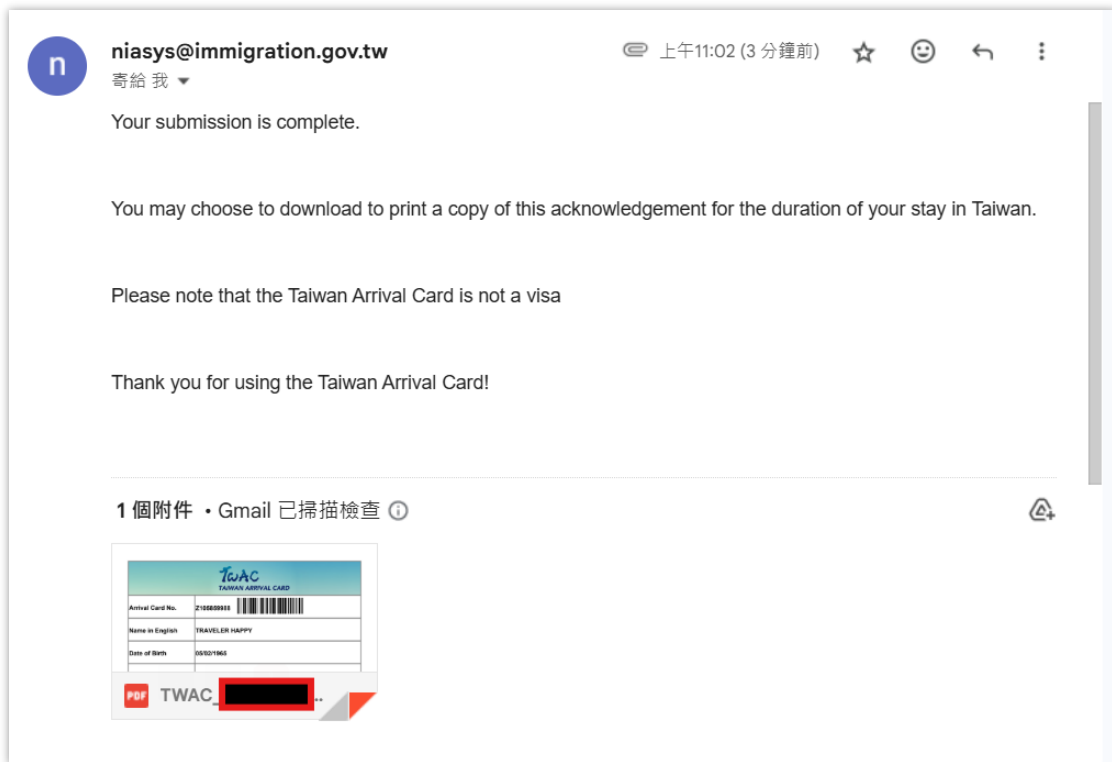 n
niasys@immigration.gov.tw
上午11:02 (3 分鐘前)
寄給 我
Your submission is complete.
You may choose to download to print a copy of this acknowledgement for the duration of your stay in Taiwan.
Please note that the Taiwan Arrival Card is not a visa
Thank you for using the Taiwan Arrival Card!
1 個附件 • Gmail 已掃描檢查
TWAC
TAIWAN ARRIVAL CARD
Arrival Card No. Z105859908
Name in English TRAVELER HAPPY
Date of Birth 05/02/1965
PDF TWAC_ ..